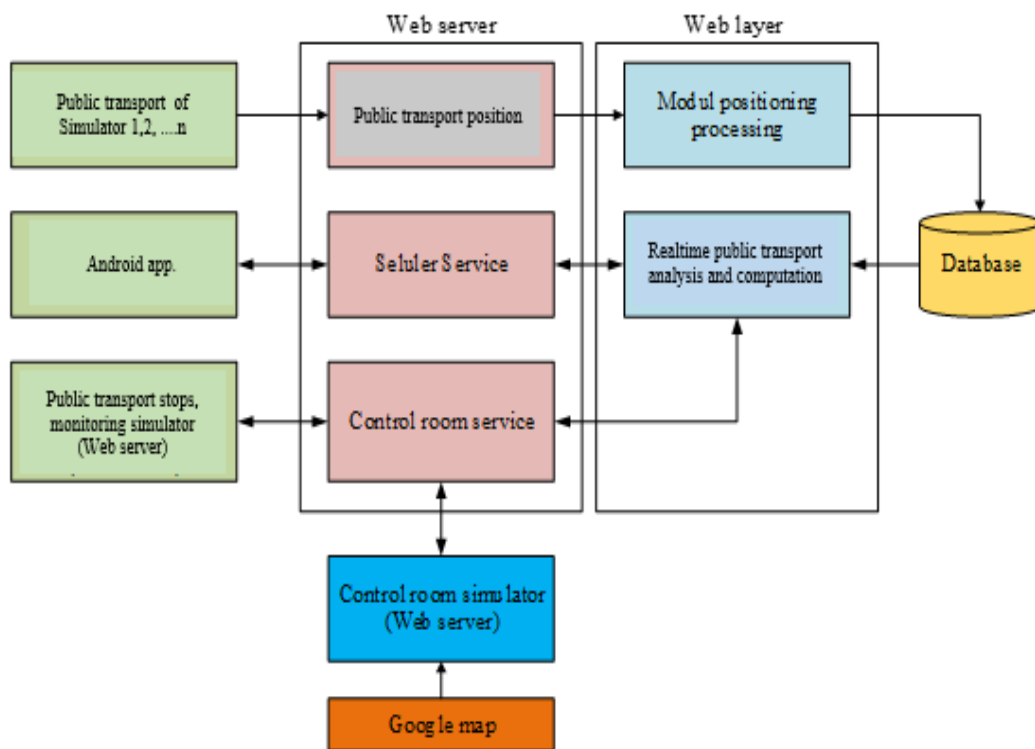 Web server
Web layer
Public transport of
Simulator 1,2, ....n
Public transport position
Modul positioning
processing
Android app.
Seluler Service
Realtime public transport
analysis and computation
Database
Public transport stops,
monitoring simulator
(Web server)
Control room service
Control room simulator
(Web server)
Google map